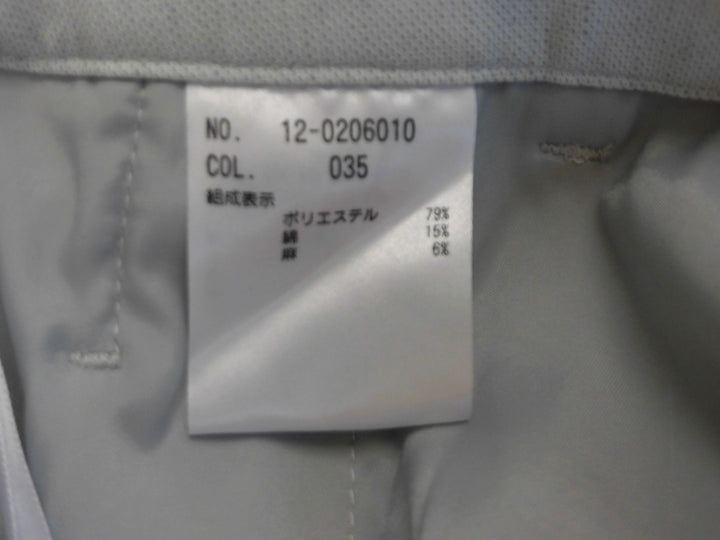 NO. 12-0206010
COL. 035
組成表示
ポリエステル 79%
綿 15%
麻 6%